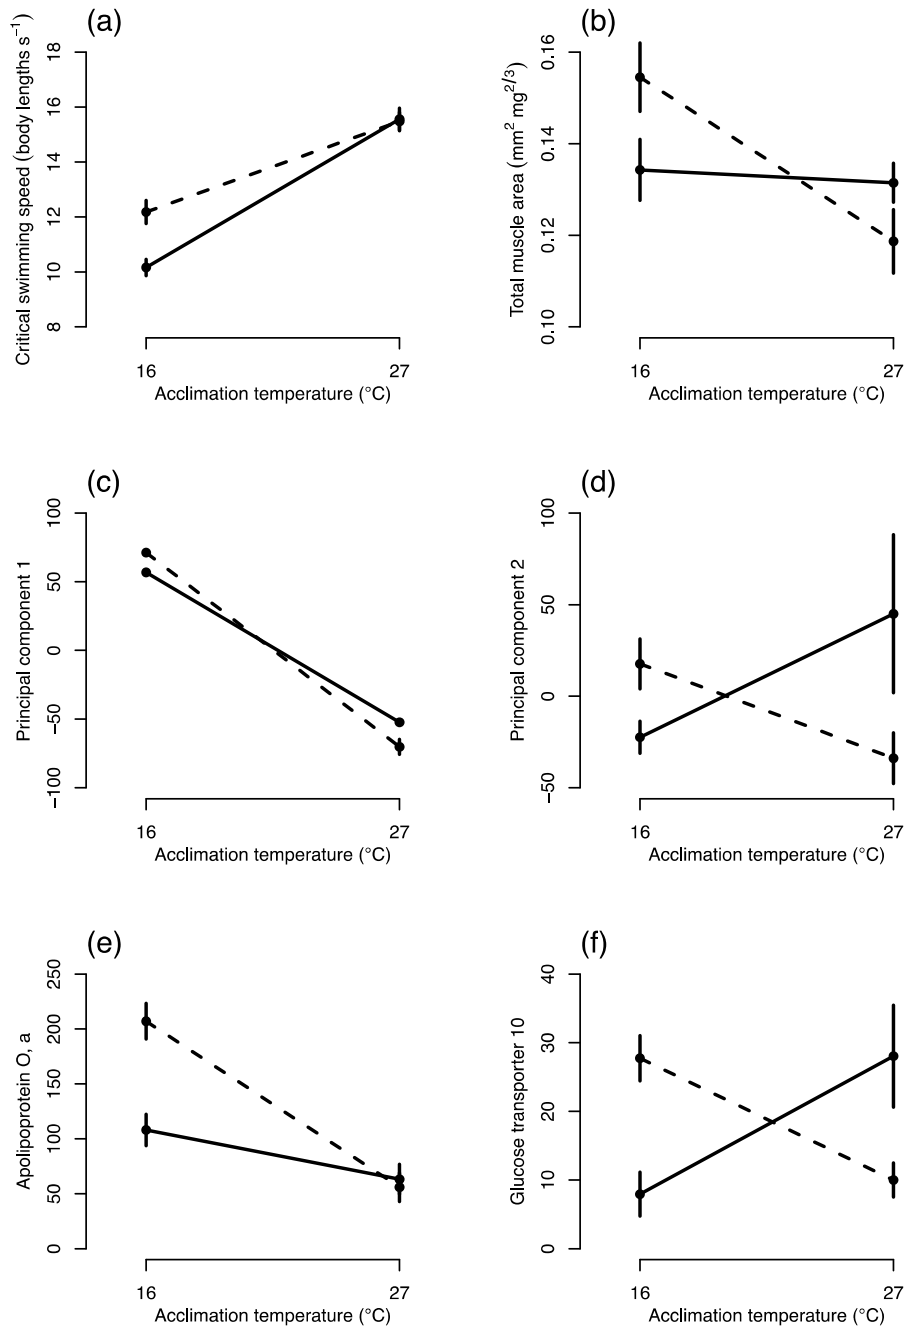 (a)
Critical swimming speed (body lengths s⁻¹)
18
16
14
12
10
8
16
27
Acclimation temperature (°C)
(b)
Total muscle area (mm² mg²/³)
0.16
0.14
0.12
0.10
16
27
Acclimation temperature (°C)
(c)
Principal component 1
100
50
0
−50
−100
16
27
Acclimation temperature (°C)
(d)
Principal component 2
100
50
0
−50
16
27
Acclimation temperature (°C)
(e)
Apolipoprotein O, a
250
200
150
100
50
0
16
27
Acclimation temperature (°C)
(f)
Glucose transporter 10
40
30
20
10
0
16
27
Acclimation temperature (°C)